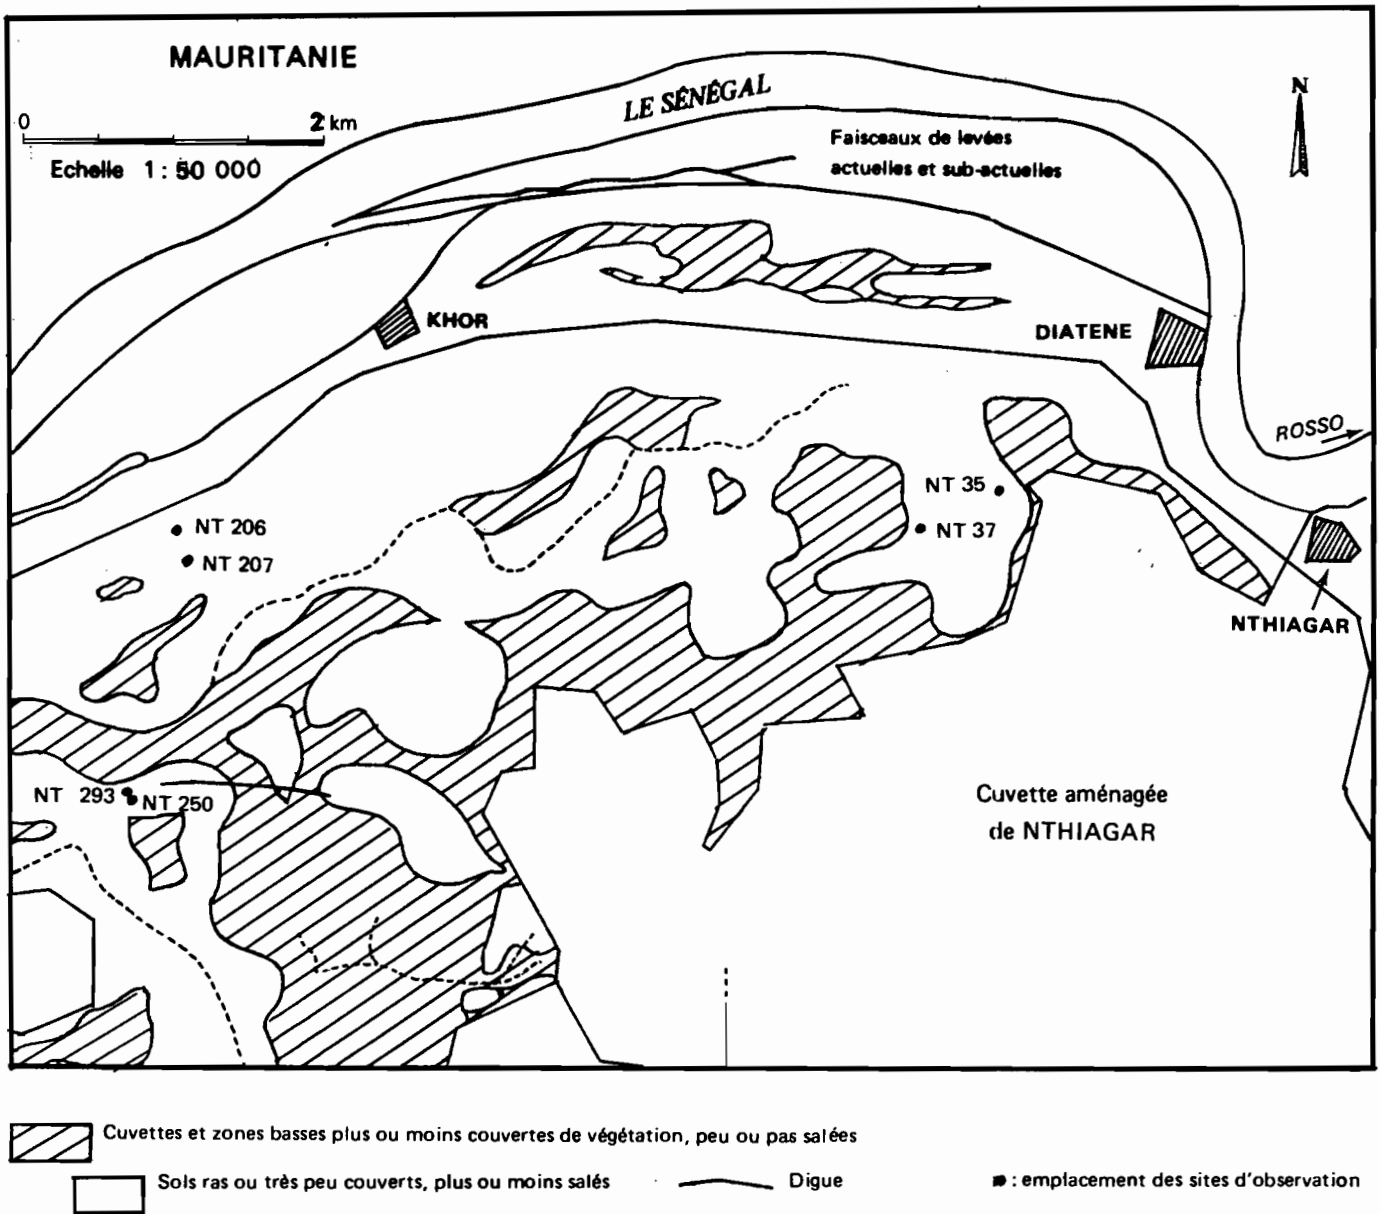 MAURITANIE
LE SÉNÉGAL
N
0 2 km
Echelle 1 : 50 000
Faisceaux de levées
actuelles et sub-actuelles
KHOR
DIATENE
ROSSO
NT 35
NT 206
NT 37
NT 207
NTHIAGAR
NT 293
NT 250
Cuvette aménagée
de NTHIAGAR
Cuvettes et zones basses plus ou moins couvertes de végétation, peu ou pas salées
Sols ras ou très peu couverts, plus ou moins salés
Digue
: emplacement des sites d'observation